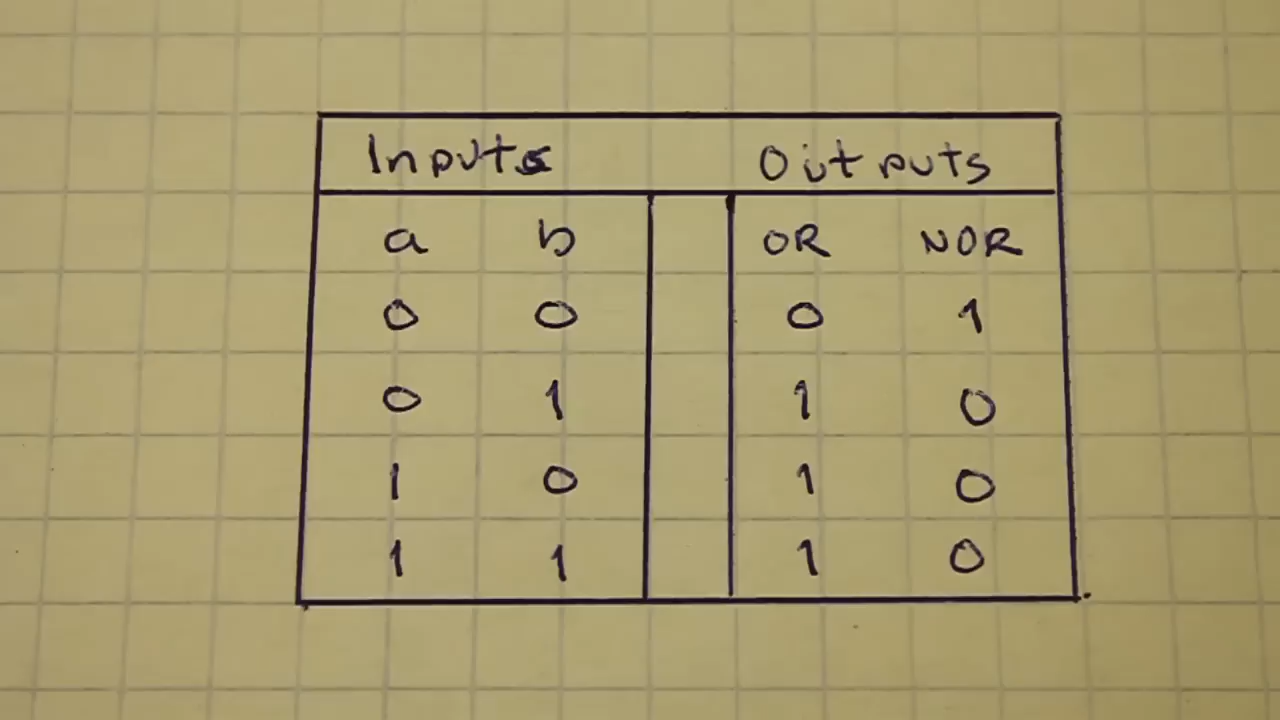 Inputs Outputs
a b OR NOR
0 0 0 1
0 1 1 0
1 0 1 0
1 1 1 0